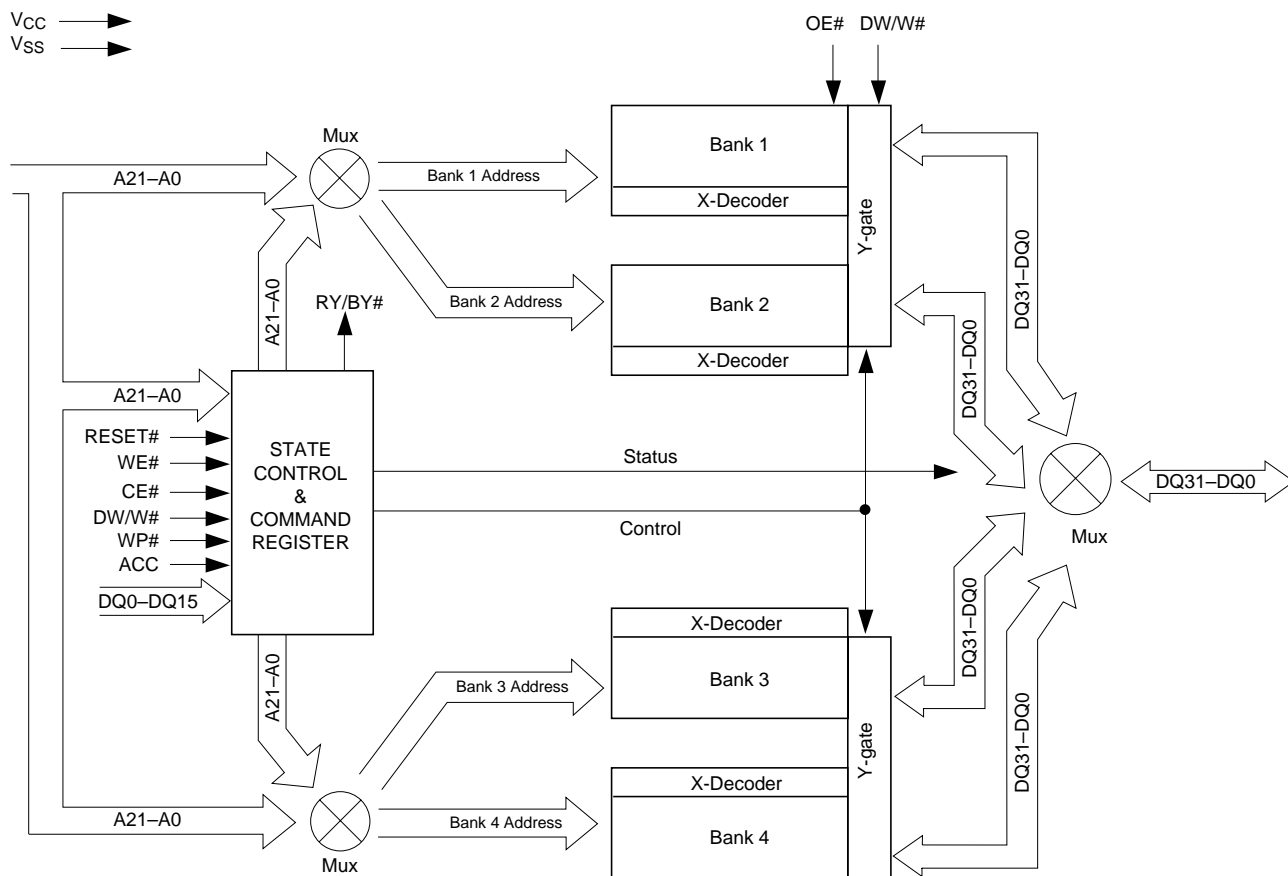 VCC
VSS
OE# DW/W#
Mux
Bank 1
A21–A0
Bank 1 Address
X-Decoder
Y-gate
DQ31–DQ0
A21–A0
RY/BY#
Bank 2 Address
Bank 2
X-Decoder
DQ31–DQ0
A21–A0
RESET#
WE#
CE#
DW/W#
WP#
ACC
DQ0–DQ15
STATE
CONTROL
&
COMMAND
REGISTER
Status
Control
DQ31–DQ0
Mux
X-Decoder
Bank 3
Bank 3 Address
A21–A0
DQ31–DQ0
DQ31–DQ0
Y-gate
X-Decoder
Bank 4
Bank 4 Address
A21–A0
Mux